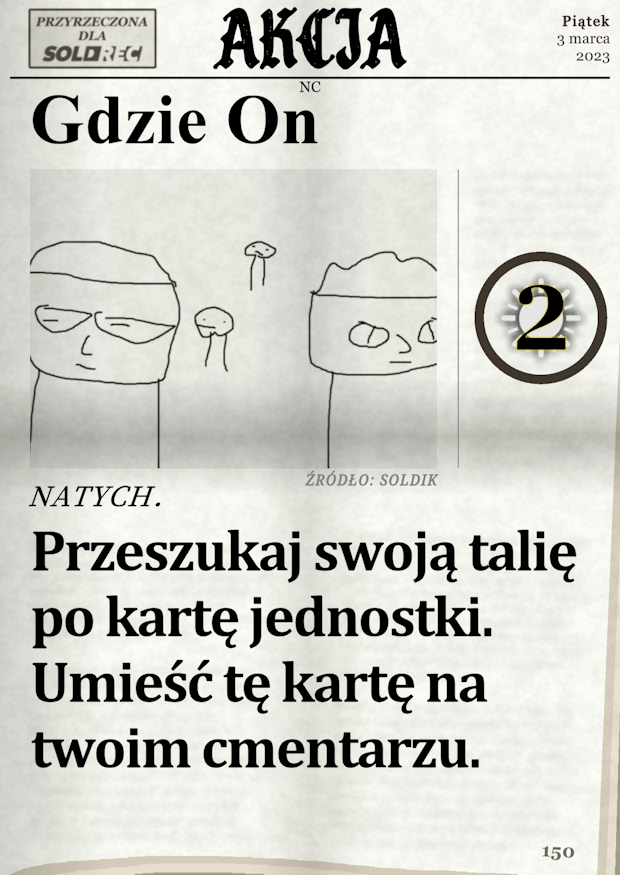 PRZYRZECZONA
DLA
SOLDREC
AKCJA
Piątek
3 marca
2023
NC
Gdzie On
2
ŹRÓDŁO: SOLDIK
NATYCH.
Przeszukaj swoją talię
po kartę jednostki.
Umieść tę kartę na
twoim cmentarzu.
150